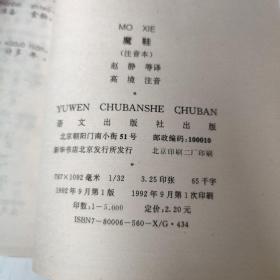 MO XIE
魔鞋
(注音本)
赵静 等译
高境 注音
YUWEN CHUBANSHE CHUBAN
语文出版社出版
北京朝阳门南小街51号 邮政编码:100010
新华书店北京发行所发行 北京印刷二厂印刷
787×1092毫米 1/32 3.25印张 65千字
1992年9月第1版 1992年9月第1次印刷
印数:1-5,000 定价:2.20元
ISBN7-80006-560-X/G·434